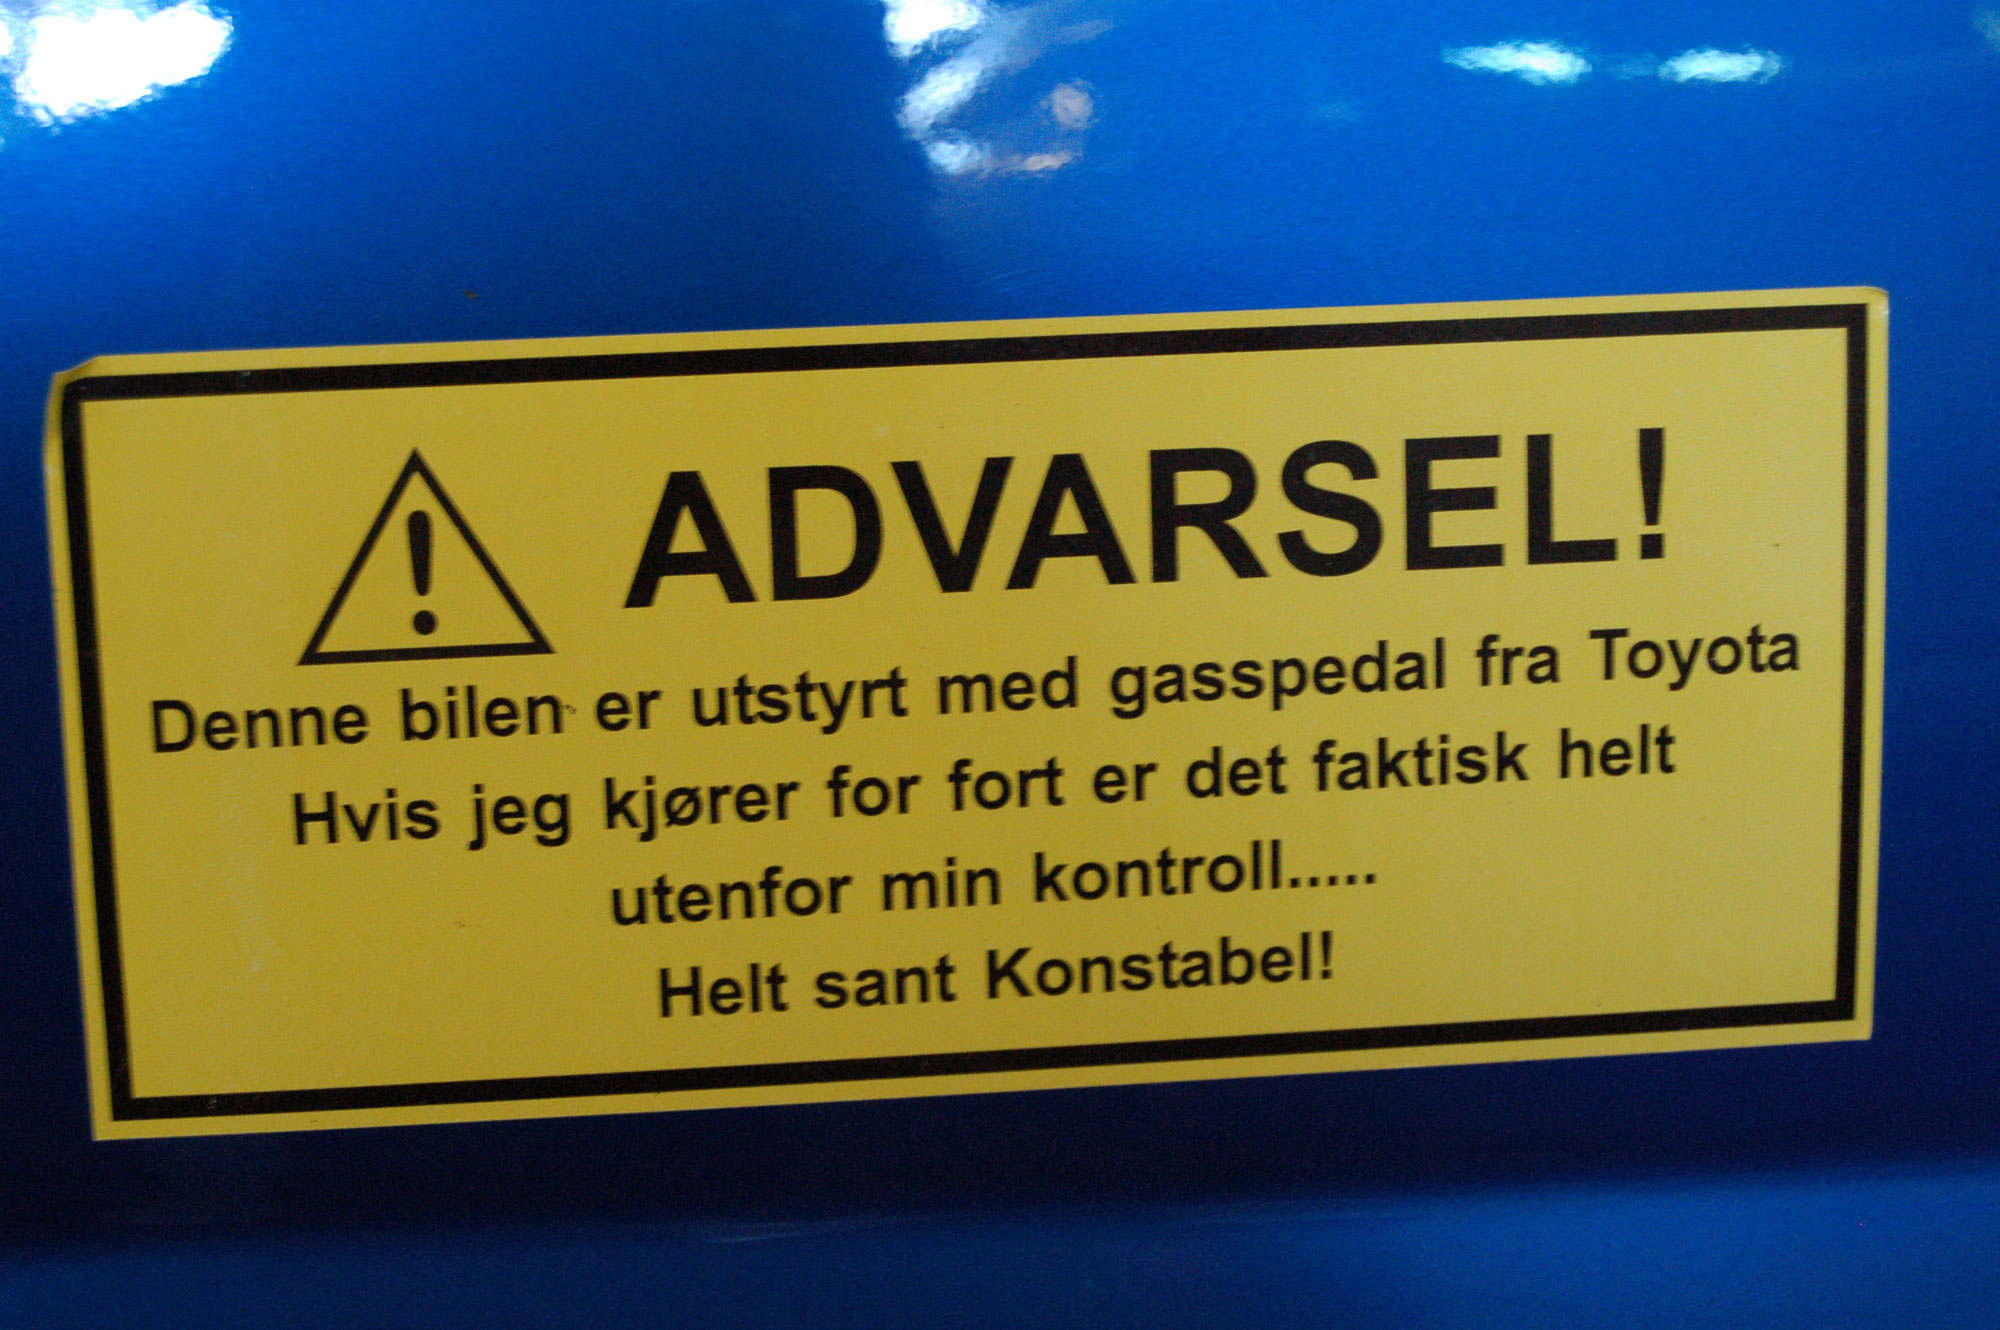 ADVARSEL!
Denne bilen er utstyrt med gasspedal fra Toyota
Hvis jeg kjører for fort er det faktisk helt
utenfor min kontroll.....
Helt sant Konstabel!